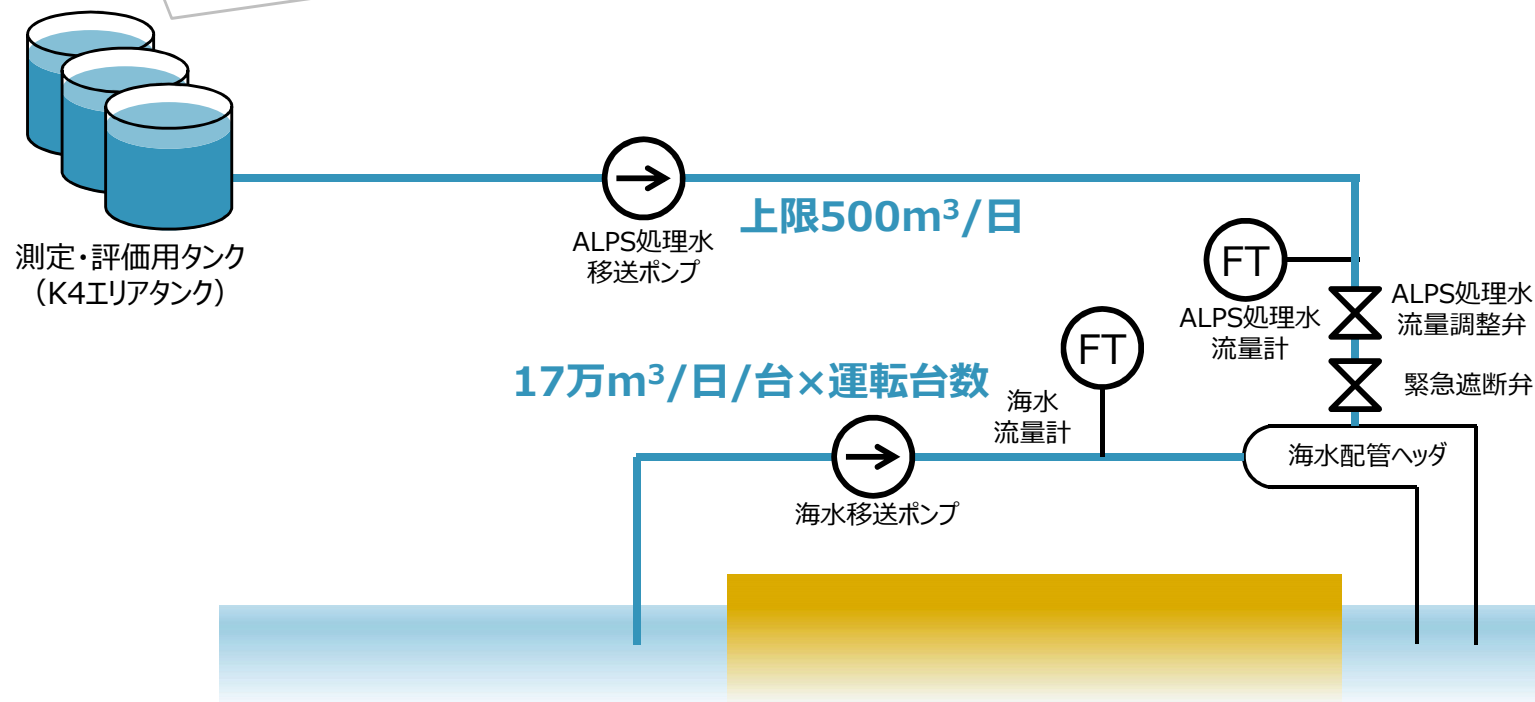 測定・評価用タンク
（K4エリアタンク）
ALPS処理水
移送ポンプ
上限500m³/日
FT
ALPS処理水
流量計
ALPS処理水
流量調整弁
緊急遮断弁
17万m³/日/台×運転台数
FT
海水
流量計
海水移送ポンプ
海水配管ヘッダ